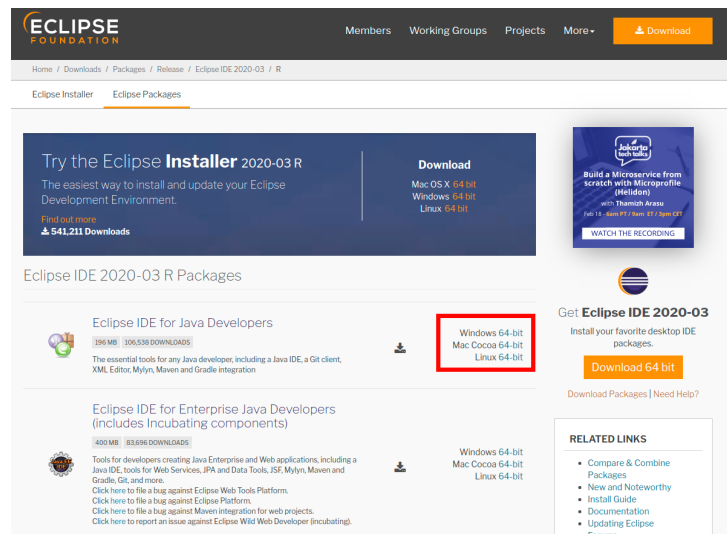 ECLIPSE
FOUNDATION
Members Working Groups Projects More Download
Home / Downloads / Packages / Release / Eclipse IDE 2020-03 / R
Eclipse Installer Eclipse Packages
Try the Eclipse Installer 2020-03 R
The easiest way to install and update your Eclipse
Development Environment.
Find out more
541,211 Downloads
Download
Mac OS X 64 bit
Windows 64 bit
Linux 64 bit
Jakarta
tech talks
Build a Microservice from
scratch with Microprofile
(Helidon)
with Thamizh Arasu
Feb 18 - 6am PT / 9am ET / 3pm CET
WATCH THE RECORDING
Eclipse IDE 2020-03 R Packages
Eclipse IDE for Java Developers
196 MB 106,538 DOWNLOADS
The essential tools for any Java developer, including a Java IDE, a Git client,
XML Editor, Mylyn, Maven and Gradle integration
Windows 64-bit
Mac Cocoa 64-bit
Linux 64-bit
Eclipse IDE for Enterprise Java Developers
(includes Incubating components)
400 MB 83,696 DOWNLOADS
Tools for developers creating Java Enterprise and Web applications, including a
Java IDE, tools for Web Services, JPA and Data Tools, JSF, Mylyn, Maven and
Gradle, Git, and more.
Click here to file a bug against Eclipse Web Tools Platform.
Click here to file a bug against Eclipse Platform.
Click here to file a bug against Maven integration for web projects.
Click here to report an issue against Eclipse Wild Web Developer (incubating).
Windows 64-bit
Mac Cocoa 64-bit
Linux 64-bit
Get Eclipse IDE 2020-03
Install your favorite desktop IDE
packages.
Download 64 bit
Download Packages | Need Help?
RELATED LINKS
Compare & Combine
Packages
New and Noteworthy
Install Guide
Documentation
Updating Eclipse